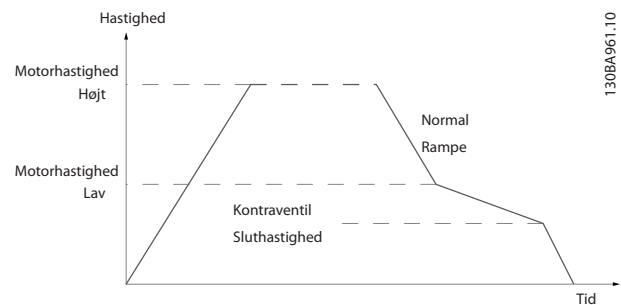 Hastighed
130BA961.10
Motorhastighed
Højt
Normal
Rampe
Motorhastighed
Lav
Kontraventil
Sluthastighed
Tid